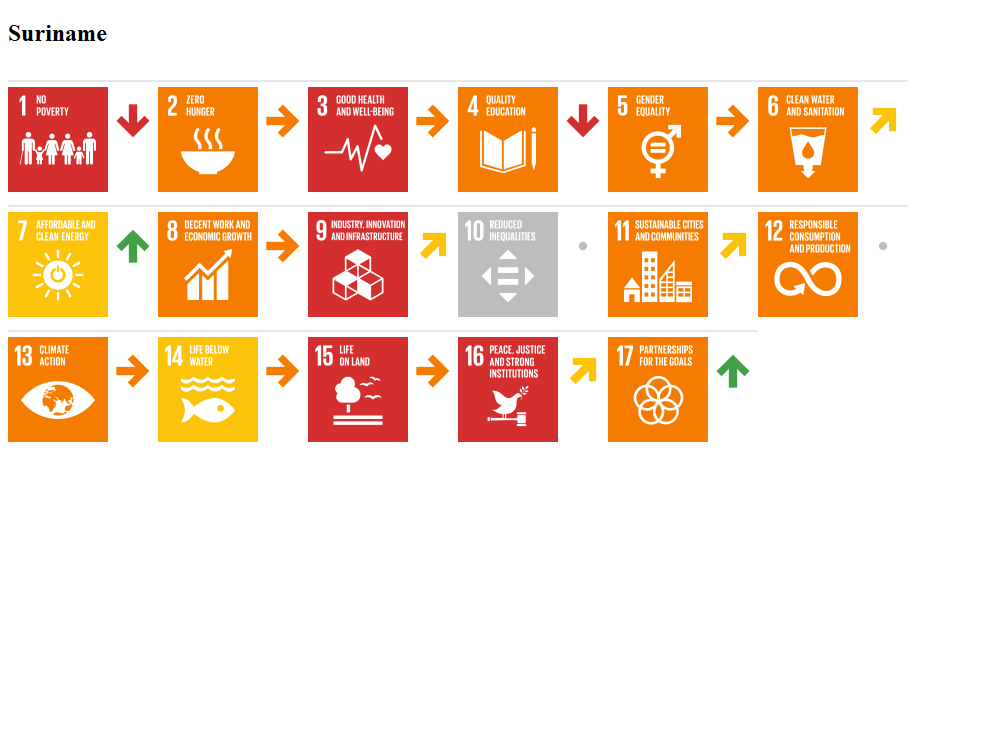 Suriname
1 NO
POVERTY
2 ZERO
HUNGER
3 GOOD HEALTH
AND WELL-BEING
4 QUALITY
EDUCATION
5 GENDER
EQUALITY
6 CLEAN WATER
AND SANITATION
7 AFFORDABLE AND
CLEAN ENERGY
8 DECENT WORK AND
ECONOMIC GROWTH
9 INDUSTRY, INNOVATION
AND INFRASTRUCTURE
10 REDUCED
INEQUALITIES
11 SUSTAINABLE CITIES
AND COMMUNITIES
12 RESPONSIBLE
CONSUMPTION
AND PRODUCTION
13 CLIMATE
ACTION
14 LIFE BELOW
WATER
15 LIFE
ON LAND
16 PEACE, JUSTICE
AND STRONG
INSTITUTIONS
17 PARTNERSHIPS
FOR THE GOALS